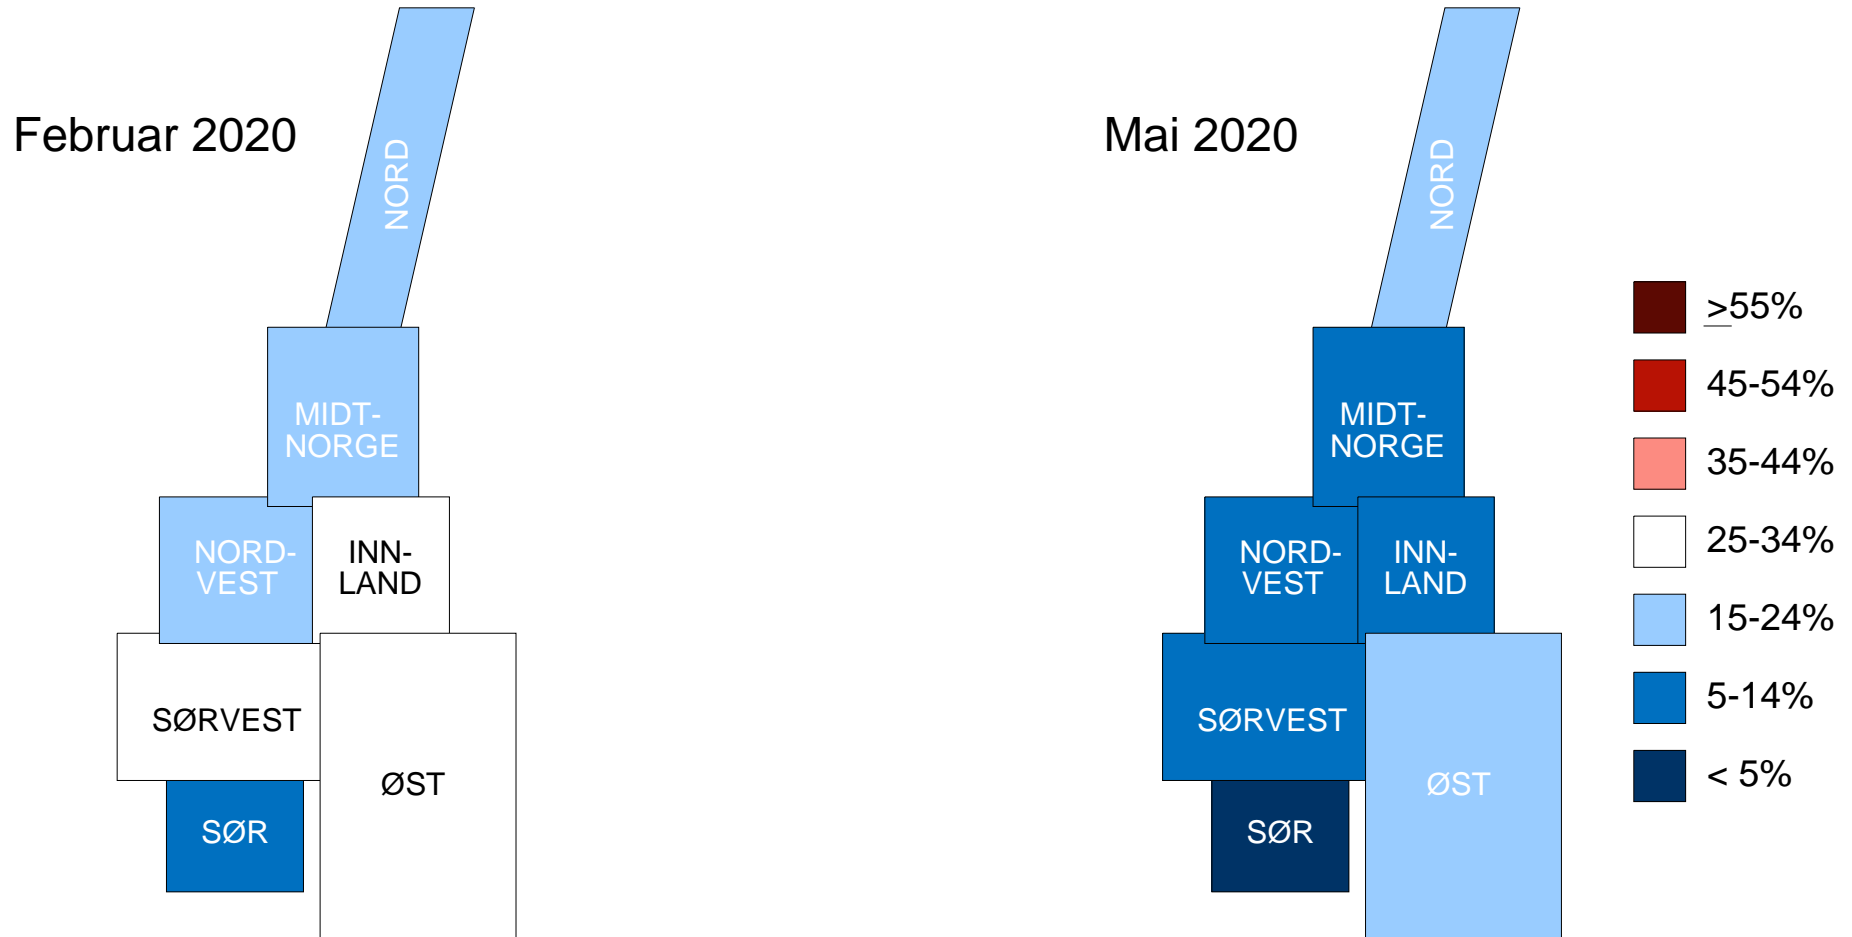 Februar 2020
NORD
MIDT-
NORGE
NORD-
VEST
INN-
LAND
SØRVEST
ØST
SØR
Mai 2020
NORD
MIDT-
NORGE
NORD-
VEST
INN-
LAND
SØRVEST
ØST
SØR
>55%
45-54%
35-44%
25-34%
15-24%
5-14%
< 5%